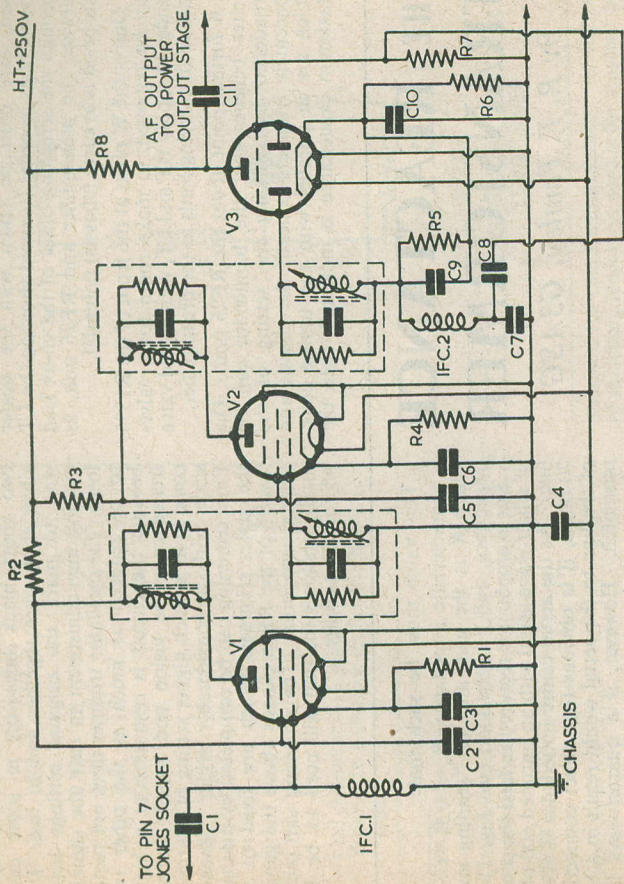 HT+250V
R8
A.F OUTPUT
TO POWER
OUTPUT STAGE
C11
R7
C10
R6
V3
R5
C9
C8
IFC.2
C7
R3
V2
R4
C6
C5
C4
R2
V1
R1
C3
C2
TO PIN 7
JONES SOCKET
C1
IFC.1
CHASSIS